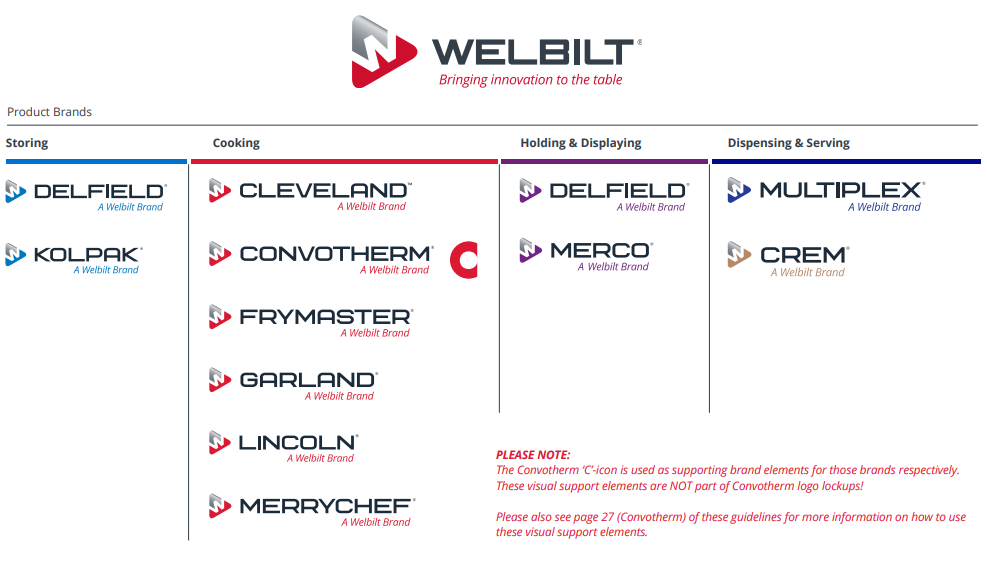 WELBILT®
Bringing innovation to the table
Product Brands
Storing
DELFIELD®
A Welbilt Brand
KOLPAK®
A Welbilt Brand
Cooking
CLEVELAND™
A Welbilt Brand
CONVOTHERM®
A Welbilt Brand
FRYMASTER®
A Welbilt Brand
GARLAND®
A Welbilt Brand
LINCOLN®
A Welbilt Brand
MERRYCHEF®
A Welbilt Brand
Holding & Displaying
DELFIELD®
A Welbilt Brand
MERCO®
A Welbilt Brand
Dispensing & Serving
MULTIPLEX®
A Welbilt Brand
CREM®
A Welbilt Brand
PLEASE NOTE:
The Convotherm ‘C’-icon is used as supporting brand elements for those brands respectively.
These visual support elements are NOT part of Convotherm logo lockups!
Please also see page 27 (Convotherm) of these guidelines for more information on how to use
these visual support elements.